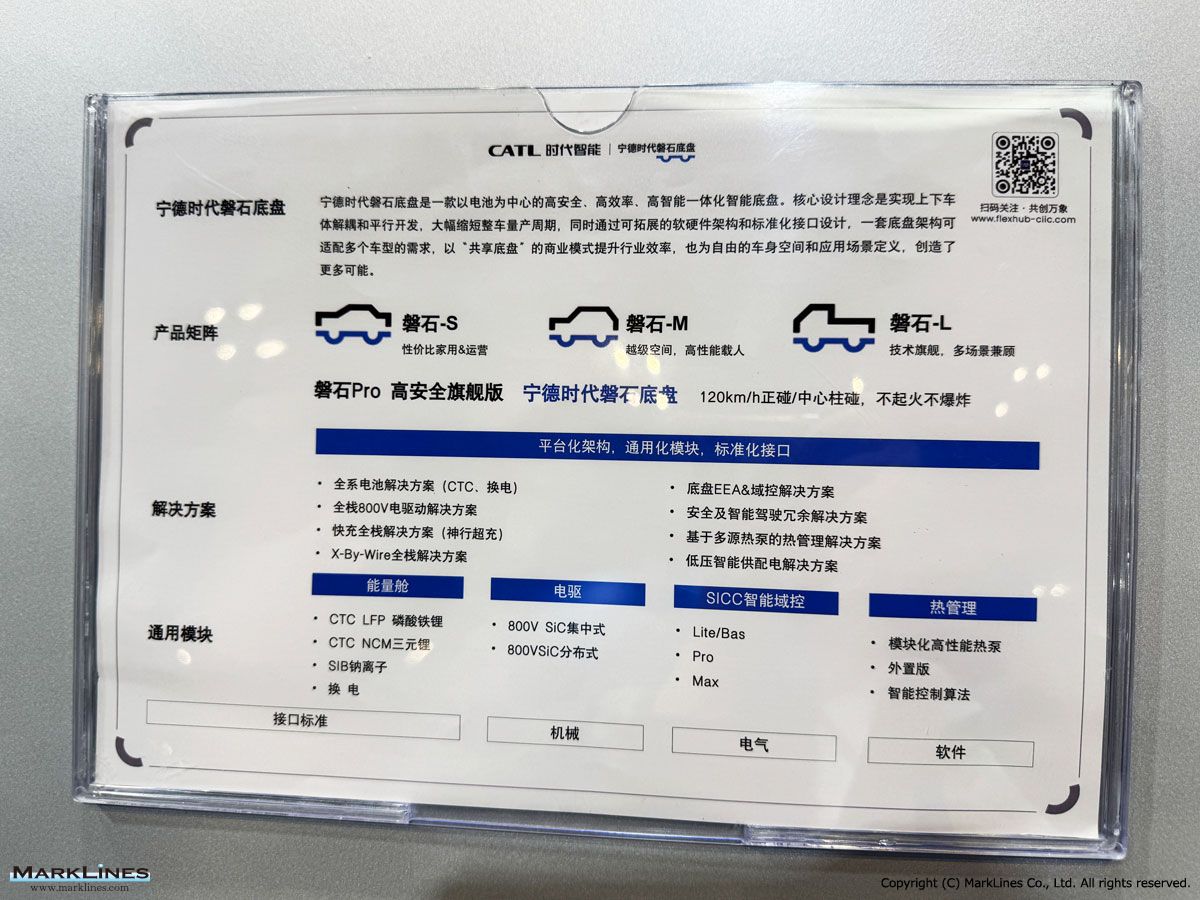 CATL 时代智能 | 宁德时代磐石底盘
扫码关注·共创万象
www.flexhub-ciic.com
宁德时代磐石底盘
宁德时代磐石底盘是一款以电池为中心的高安全、高效率、高智能一体化智能底盘。核心设计理念是实现上下车
体解耦和平行开发，大幅缩短整车量产周期，同时通过可拓展的软硬件架构和标准化接口设计，一套底盘架构可
适配多个车型的需求，以“共享底盘”的商业模式提升行业效率，也为自由的车身空间和应用场景定义，创造了
更多可能。
产品矩阵
磐石-S
性价比家用&运营
磐石-M
越级空间，高性能载人
磐石-L
技术旗舰，多场景兼顾
磐石Pro 高安全旗舰版 宁德时代磐石底盘 120km/h正碰/中心柱碰，不起火不爆炸
平台化架构，通用化模块，标准化接口
解决方案
· 全系电池解决方案（CTC、换电）
· 全栈800V电驱动解决方案
· 快充全栈解决方案（神行超充）
· X-By-Wire全栈解决方案
· 底盘EEA&域控解决方案
· 安全及智能驾驶冗余解决方案
· 基于多源热泵的热管理解决方案
· 低压智能供配电解决方案
通用模块
能量舱
· CTC LFP 磷酸铁锂
· CTC NCM三元锂
· SIB钠离子
· 换 电
电驱
· 800V SiC集中式
· 800VSiC分布式
SICC智能域控
· Lite/Bas
· Pro
· Max
热管理
· 模块化高性能热泵
· 外置版
· 智能控制算法
接口标准
机械
电气
软件
MARKLINES
www.marklines.com
Copyright (C) MarkLines Co., Ltd. All rights reserved.